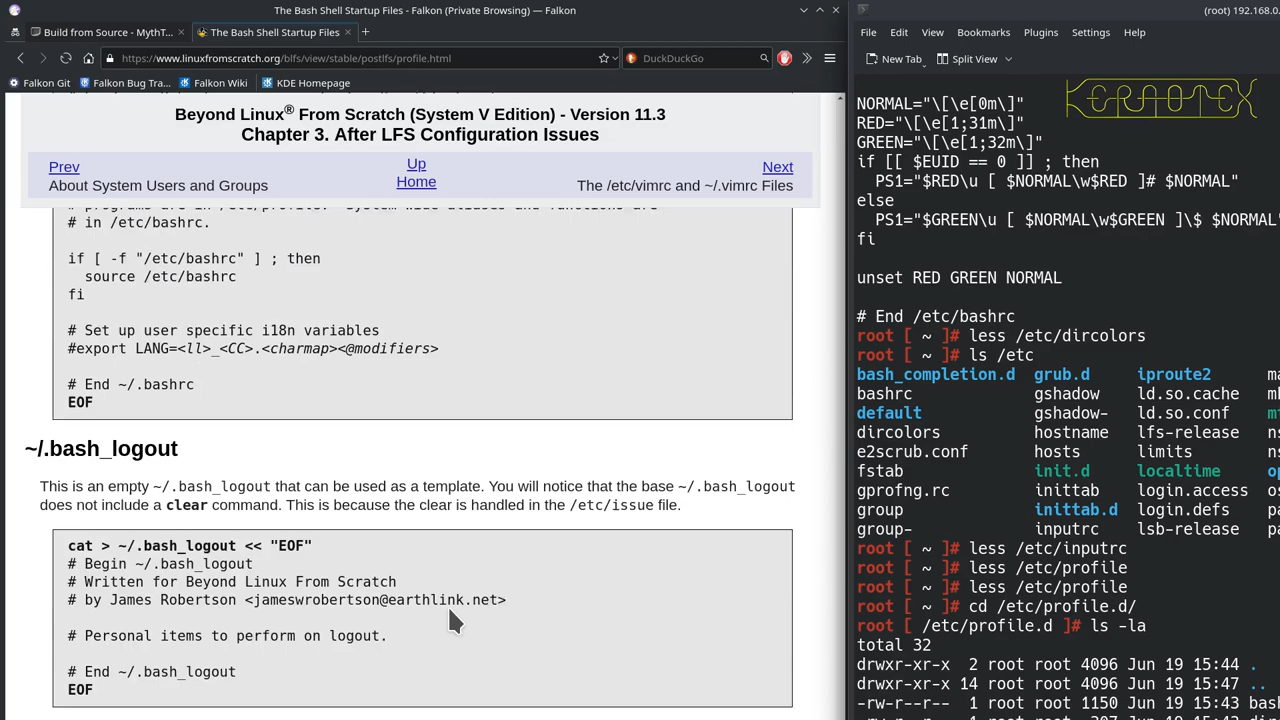 The Bash Shell Startup Files - Falkon (Private Browsing) — Falkon
Build from Source - MythT...
The Bash Shell Startup Files
https://www.linuxfromscratch.org/blfs/view/stable/postlfs/profile.html
DuckDuckGo
Falkon Git
Falkon Bug Tra...
Falkon Wiki
KDE Homepage
Beyond Linux® From Scratch (System V Edition) - Version 11.3
Chapter 3. After LFS Configuration Issues
Prev
Up
Next
About System Users and Groups
Home
The /etc/vimrc and ~/.vimrc Files
# in /etc/bashrc.
if [ -f "/etc/bashrc" ] ; then
source /etc/bashrc
fi
# Set up user specific i18n variables
#export LANG=<ll>_<CC>.<charmap><@modifiers>
# End ~/.bashrc
EOF
~/.bash_logout
This is an empty ~/.bash_logout that can be used as a template. You will notice that the base ~/.bash_logout
does not include a clear command. This is because the clear is handled in the /etc/issue file.
cat > ~/.bash_logout << "EOF"
# Begin ~/.bash_logout
# Written for Beyond Linux From Scratch
# by James Robertson <jameswrobertson@earthlink.net>
# Personal items to perform on logout.
# End ~/.bash_logout
EOF
(root) 192.168.0.
File Edit View Bookmarks Plugins Settings Help
New Tab
Split View
NORMAL="\[\e[0m\]"
RED="\[\e[1;31m\]"
GREEN="\[\e[1;32m\]"
if [[ $EUID == 0 ]] ; then
PS1="$RED\u [ $NORMAL\w$RED ]# $NORMAL"
else
PS1="$GREEN\u [ $NORMAL\w$GREEN ]\$ $NORMAL"
fi
unset RED GREEN NORMAL
# End /etc/bashrc
root [ ~ ]# less /etc/dircolors
root [ ~ ]# ls /etc
bash_completion.d grub.d iproute2
bashrc gshadow ld.so.cache
default gshadow- ld.so.conf
dircolors hostname lfs-release
e2scrub.conf hosts limits
fstab init.d localtime
gprofng.rc inittab login.access
group inittab.d login.defs
group- inputrc lsb-release
root [ ~ ]# less /etc/inputrc
root [ ~ ]# less /etc/profile
root [ ~ ]# less /etc/profile
root [ ~ ]# cd /etc/profile.d/
root [ /etc/profile.d ]# ls -la
total 32
drwxr-xr-x 2 root root 4096 Jun 19 15:44 .
drwxr-xr-x 14 root root 4096 Jun 19 15:47 ..
-rw-r--r-- 1 root root 1150 Jun 19 15:43 bas